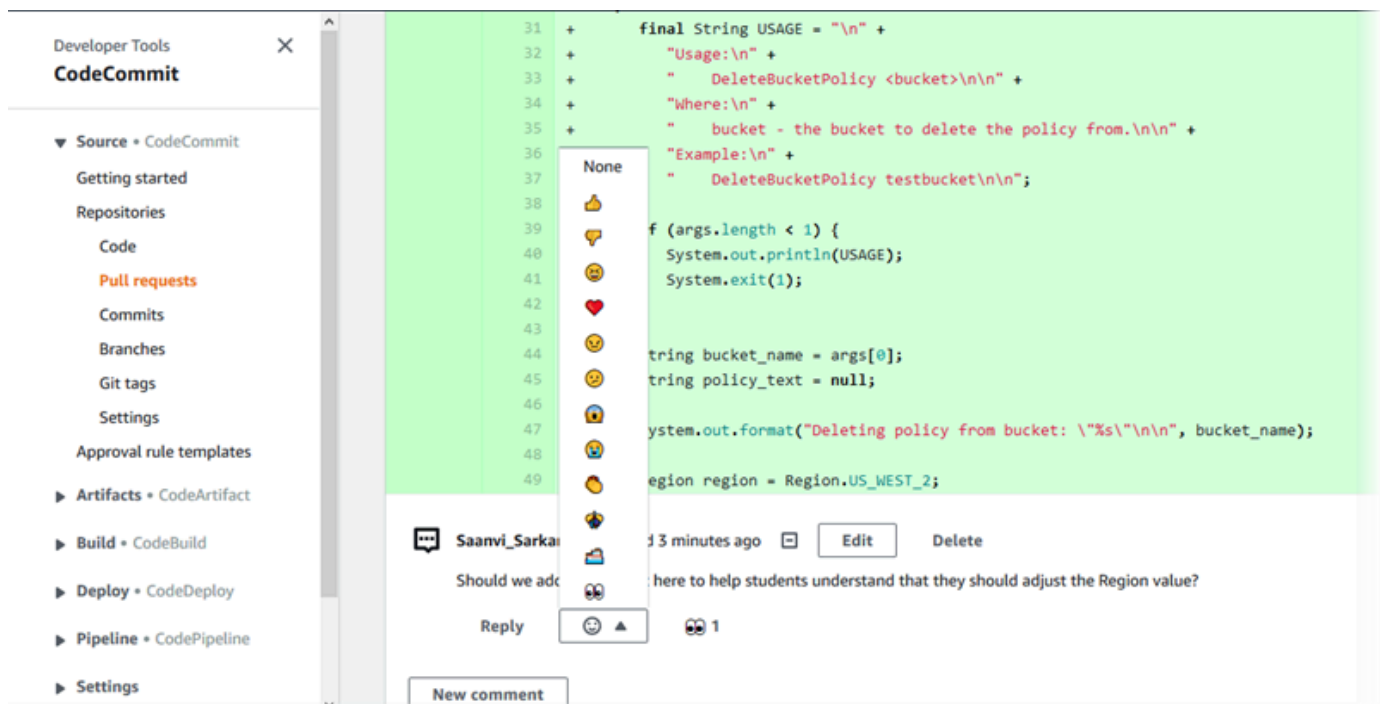 Developer Tools
CodeCommit
Source • CodeCommit
Getting started
Repositories
Code
Pull requests
Commits
Branches
Git tags
Settings
Approval rule templates
Artifacts • CodeArtifact
Build • CodeBuild
Deploy • CodeDeploy
Pipeline • CodePipeline
Settings
31 + final String USAGE = "\n" +
32 + "Usage:\n" +
33 + "    DeleteBucketPolicy <bucket>\n\n" +
34 + "Where:\n" +
35 + "    bucket - the bucket to delete the policy from.\n\n" +
36 "Example:\n" +
37 "    DeleteBucketPolicy testbucket\n\n";
38
39 f (args.length < 1) {
40 System.out.println(USAGE);
41 System.exit(1);
42
43
44 tring bucket_name = args[0];
45 tring policy_text = null;
46
47 ystem.out.format("Deleting policy from bucket: \"%s\"\n\n", bucket_name);
48
49 egion region = Region.US_WEST_2;
None
Saanvi_Sarka d 3 minutes ago Edit Delete
Should we add here to help students understand that they should adjust the Region value?
Reply 1
New comment